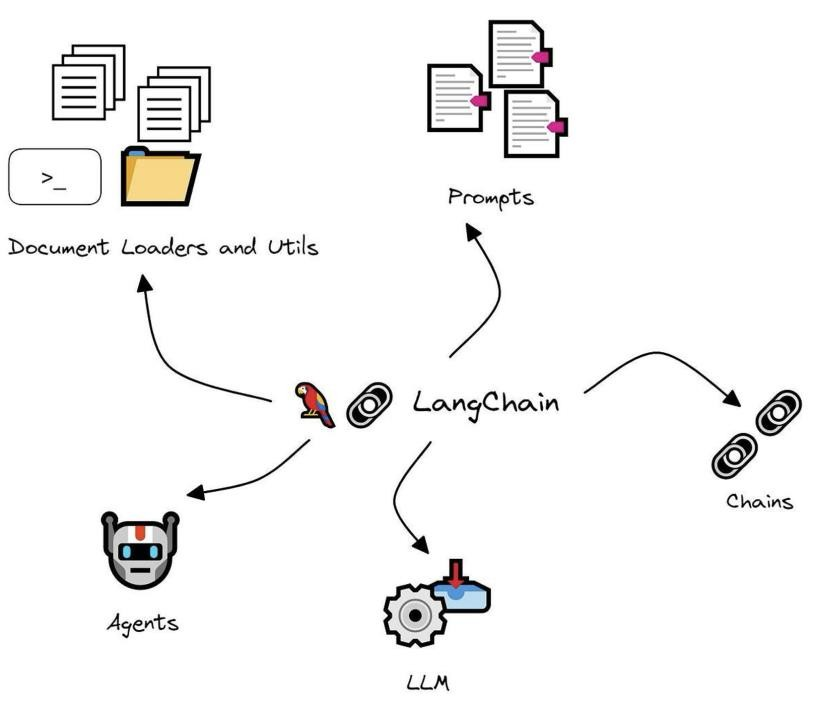 Prompts
>_
Document Loaders and Utils
LangChain
Chains
Agents
LLM